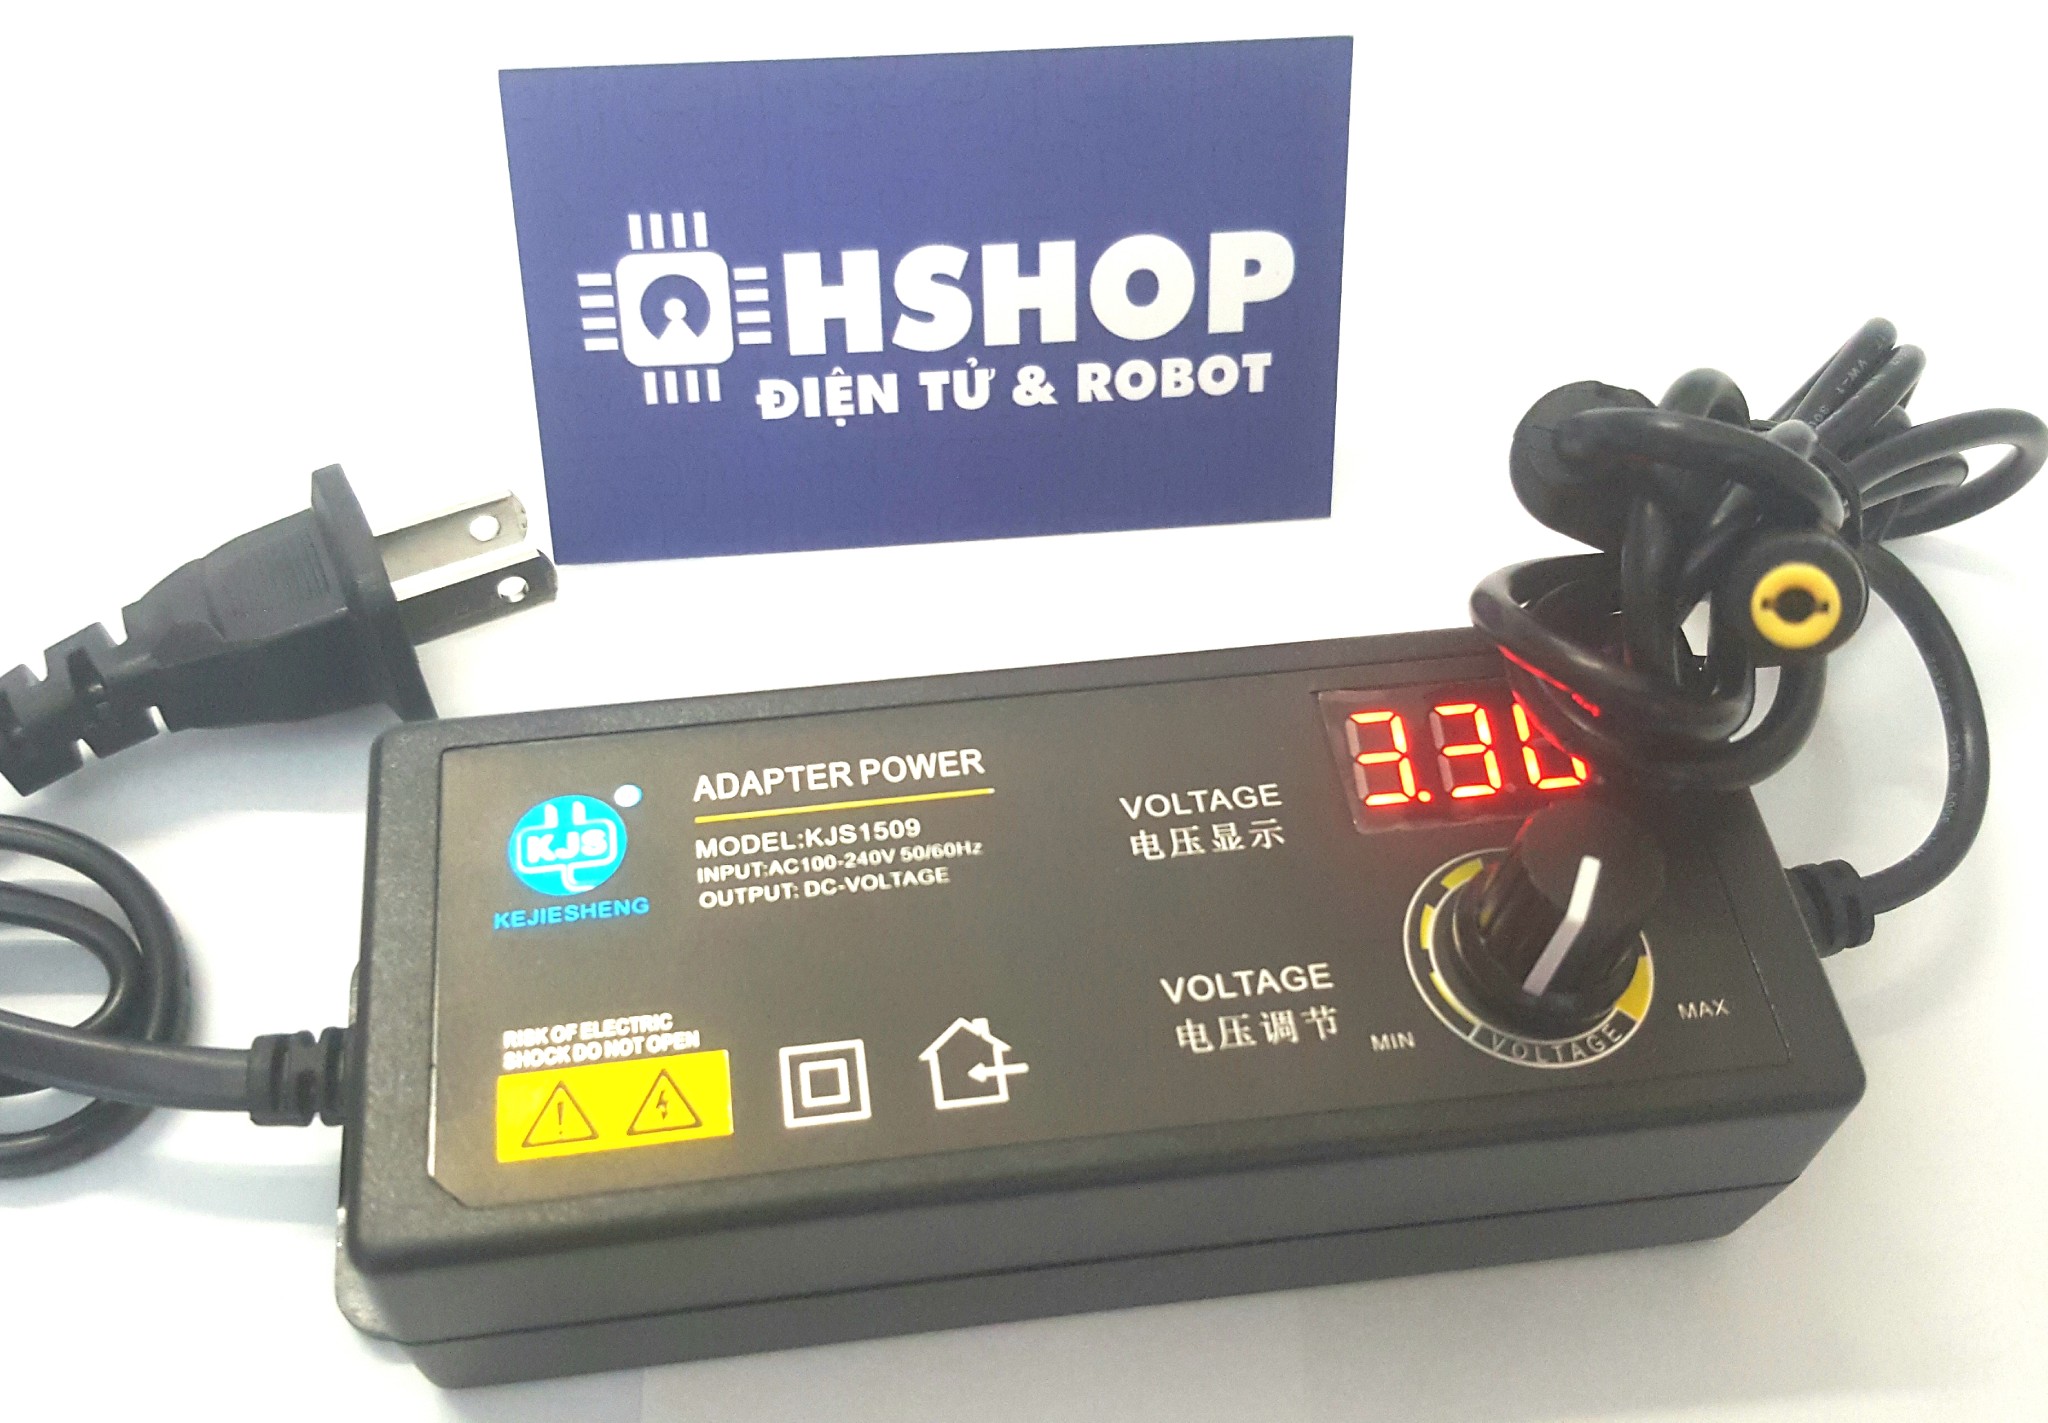 HSHOP
ĐIỆN TỬ & ROBOT
KJS
KEJIESHENG
ADAPTER POWER
MODEL:KJS1509
INPUT:AC100-240V 50/60Hz
OUTPUT: DC-VOLTAGE
VOLTAGE
电压显示
3.3
RISK OF ELECTRIC
SHOCK DO NOT OPEN
VOLTAGE
电压调节
MIN
VOLTAGE
MAX
VW-1